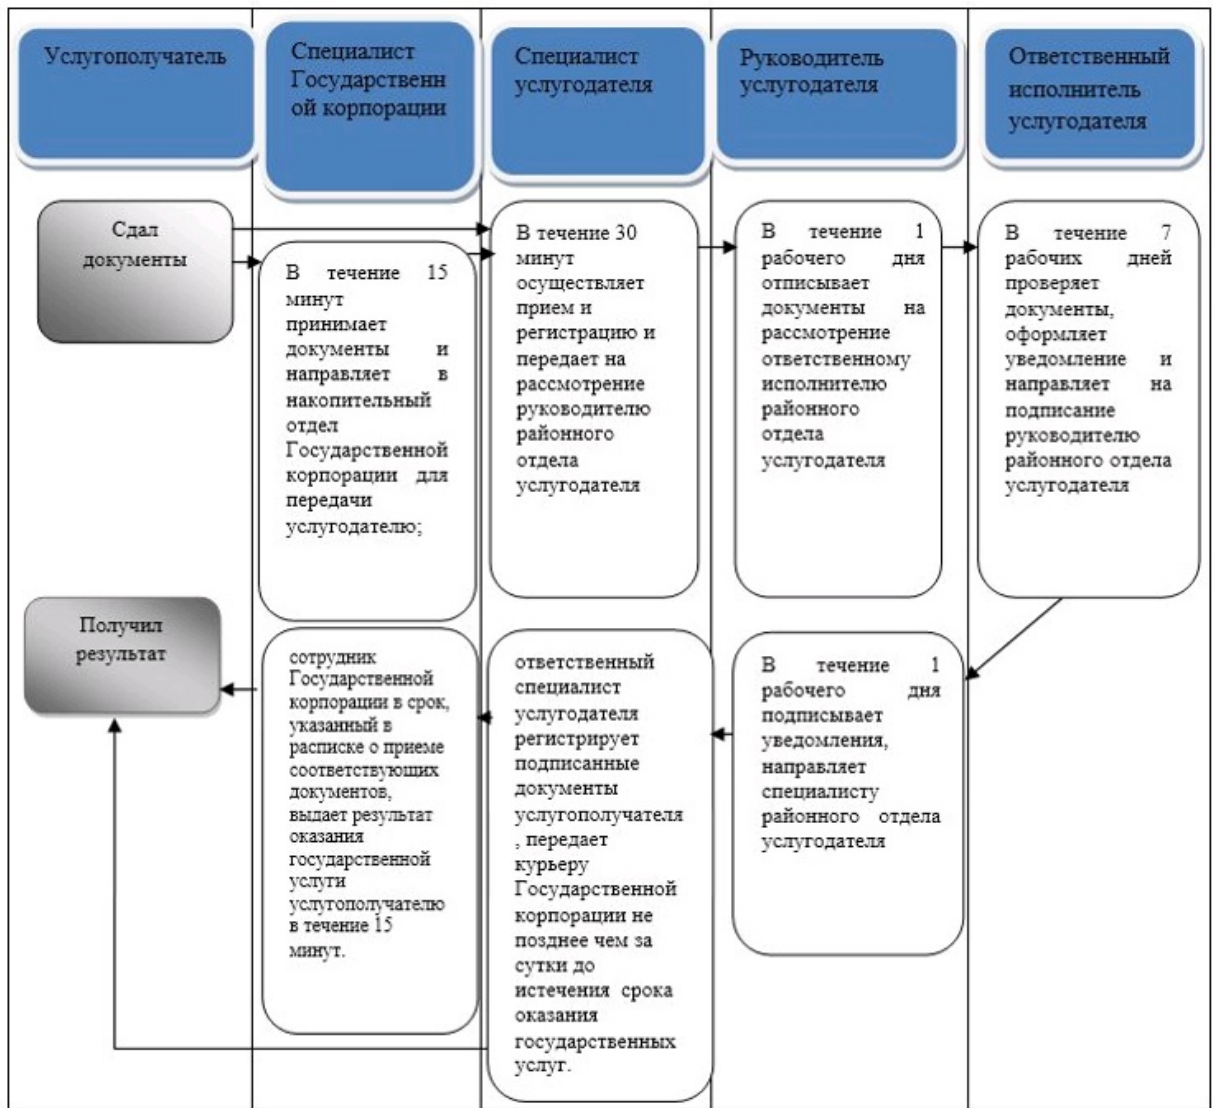 Услугополучатель
Специалист
Государственн
ой корпорации
Специалист
услугодателя
Руководитель
услугодателя
Ответственный
исполнитель
услугодателя
Сдал
документы
В течение 15
минут
принимает
документы и
направляет в
накопительный
отдел
Государственной
корпорации для
передачи
услугодателю;
В течение 30
минут
осуществляет
прием и
регистрацию и
передает на
рассмотрение
руководителю
районного
отдела
услугодателя
В течение 1
рабочего дня
отписывает
документы на
рассмотрение
ответственному
исполнителю
районного
отдела
услугодателя
В течение 7
рабочих дней
проверяет
документы,
оформляет
уведомление и
направляет на
подписание
руководителю
районного отдела
услугодателя
Получил
результат
сотрудник
Государственной
корпорации в срок,
указанный в
расписке о приеме
соответствующих
документов,
выдает результат
оказания
государственной
услуги
услугополучателю
в течение 15
минут.
ответственный
специалист
услугодателя
регистрирует
подписанные
документы
услугополучателя
, передает
курьеру
Государственной
корпорации не
позднее чем за
сутки до
истечения срока
оказания
государственных
услуг.
В течение 1
рабочего дня
подписывает
уведомления,
направляет
специалисту
районного отдела
услугодателя